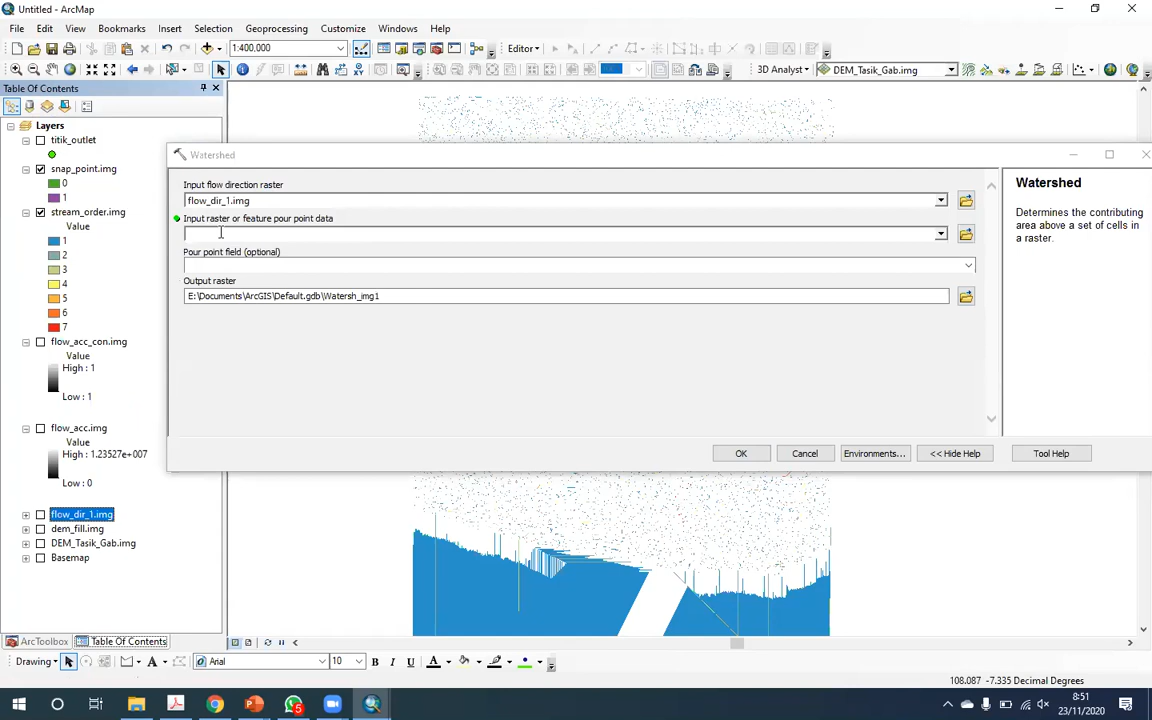 Untitled - ArcMap
File Edit View Bookmarks Insert Selection Geoprocessing Customize Windows Help
1:400,000
Editor
3D Analyst
DEM_Tasik_Gab.img
Table Of Contents
Layers
titik_outlet
snap_point.img
0
1
stream_order.img
Value
1
2
3
4
5
6
7
flow_acc_con.img
Value
High : 1
Low : 1
flow_acc.img
Value
High : 1.23527e+007
Low : 0
flow_dir_1.img
dem_fill.img
DEM_Tasik_Gab.img
Basemap
Watershed
Input flow direction raster
flow_dir_1.img
Input raster or feature pour point data
Pour point field (optional)
Output raster
E:\Documents\ArcGIS\Default.gdb\Watersh_img1
OK Cancel Environments... << Hide Help Tool Help
Watershed
Determines the contributing
area above a set of cells in
a raster.
ArcToolbox Table Of Contents
Drawing A Arial 10 B I U A
108.087 -7.335 Decimal Degrees
5
8:51
23/11/2020